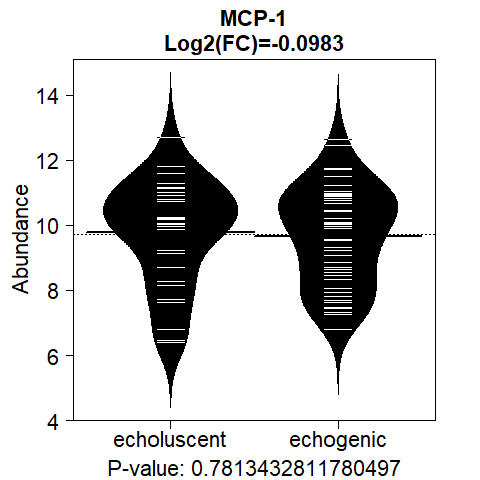 MCP-1
Log2(FC)=-0.0983
Abundance
14
12
10
8
6
4
echoluscent echogenic
P-value: 0.7813432811780497